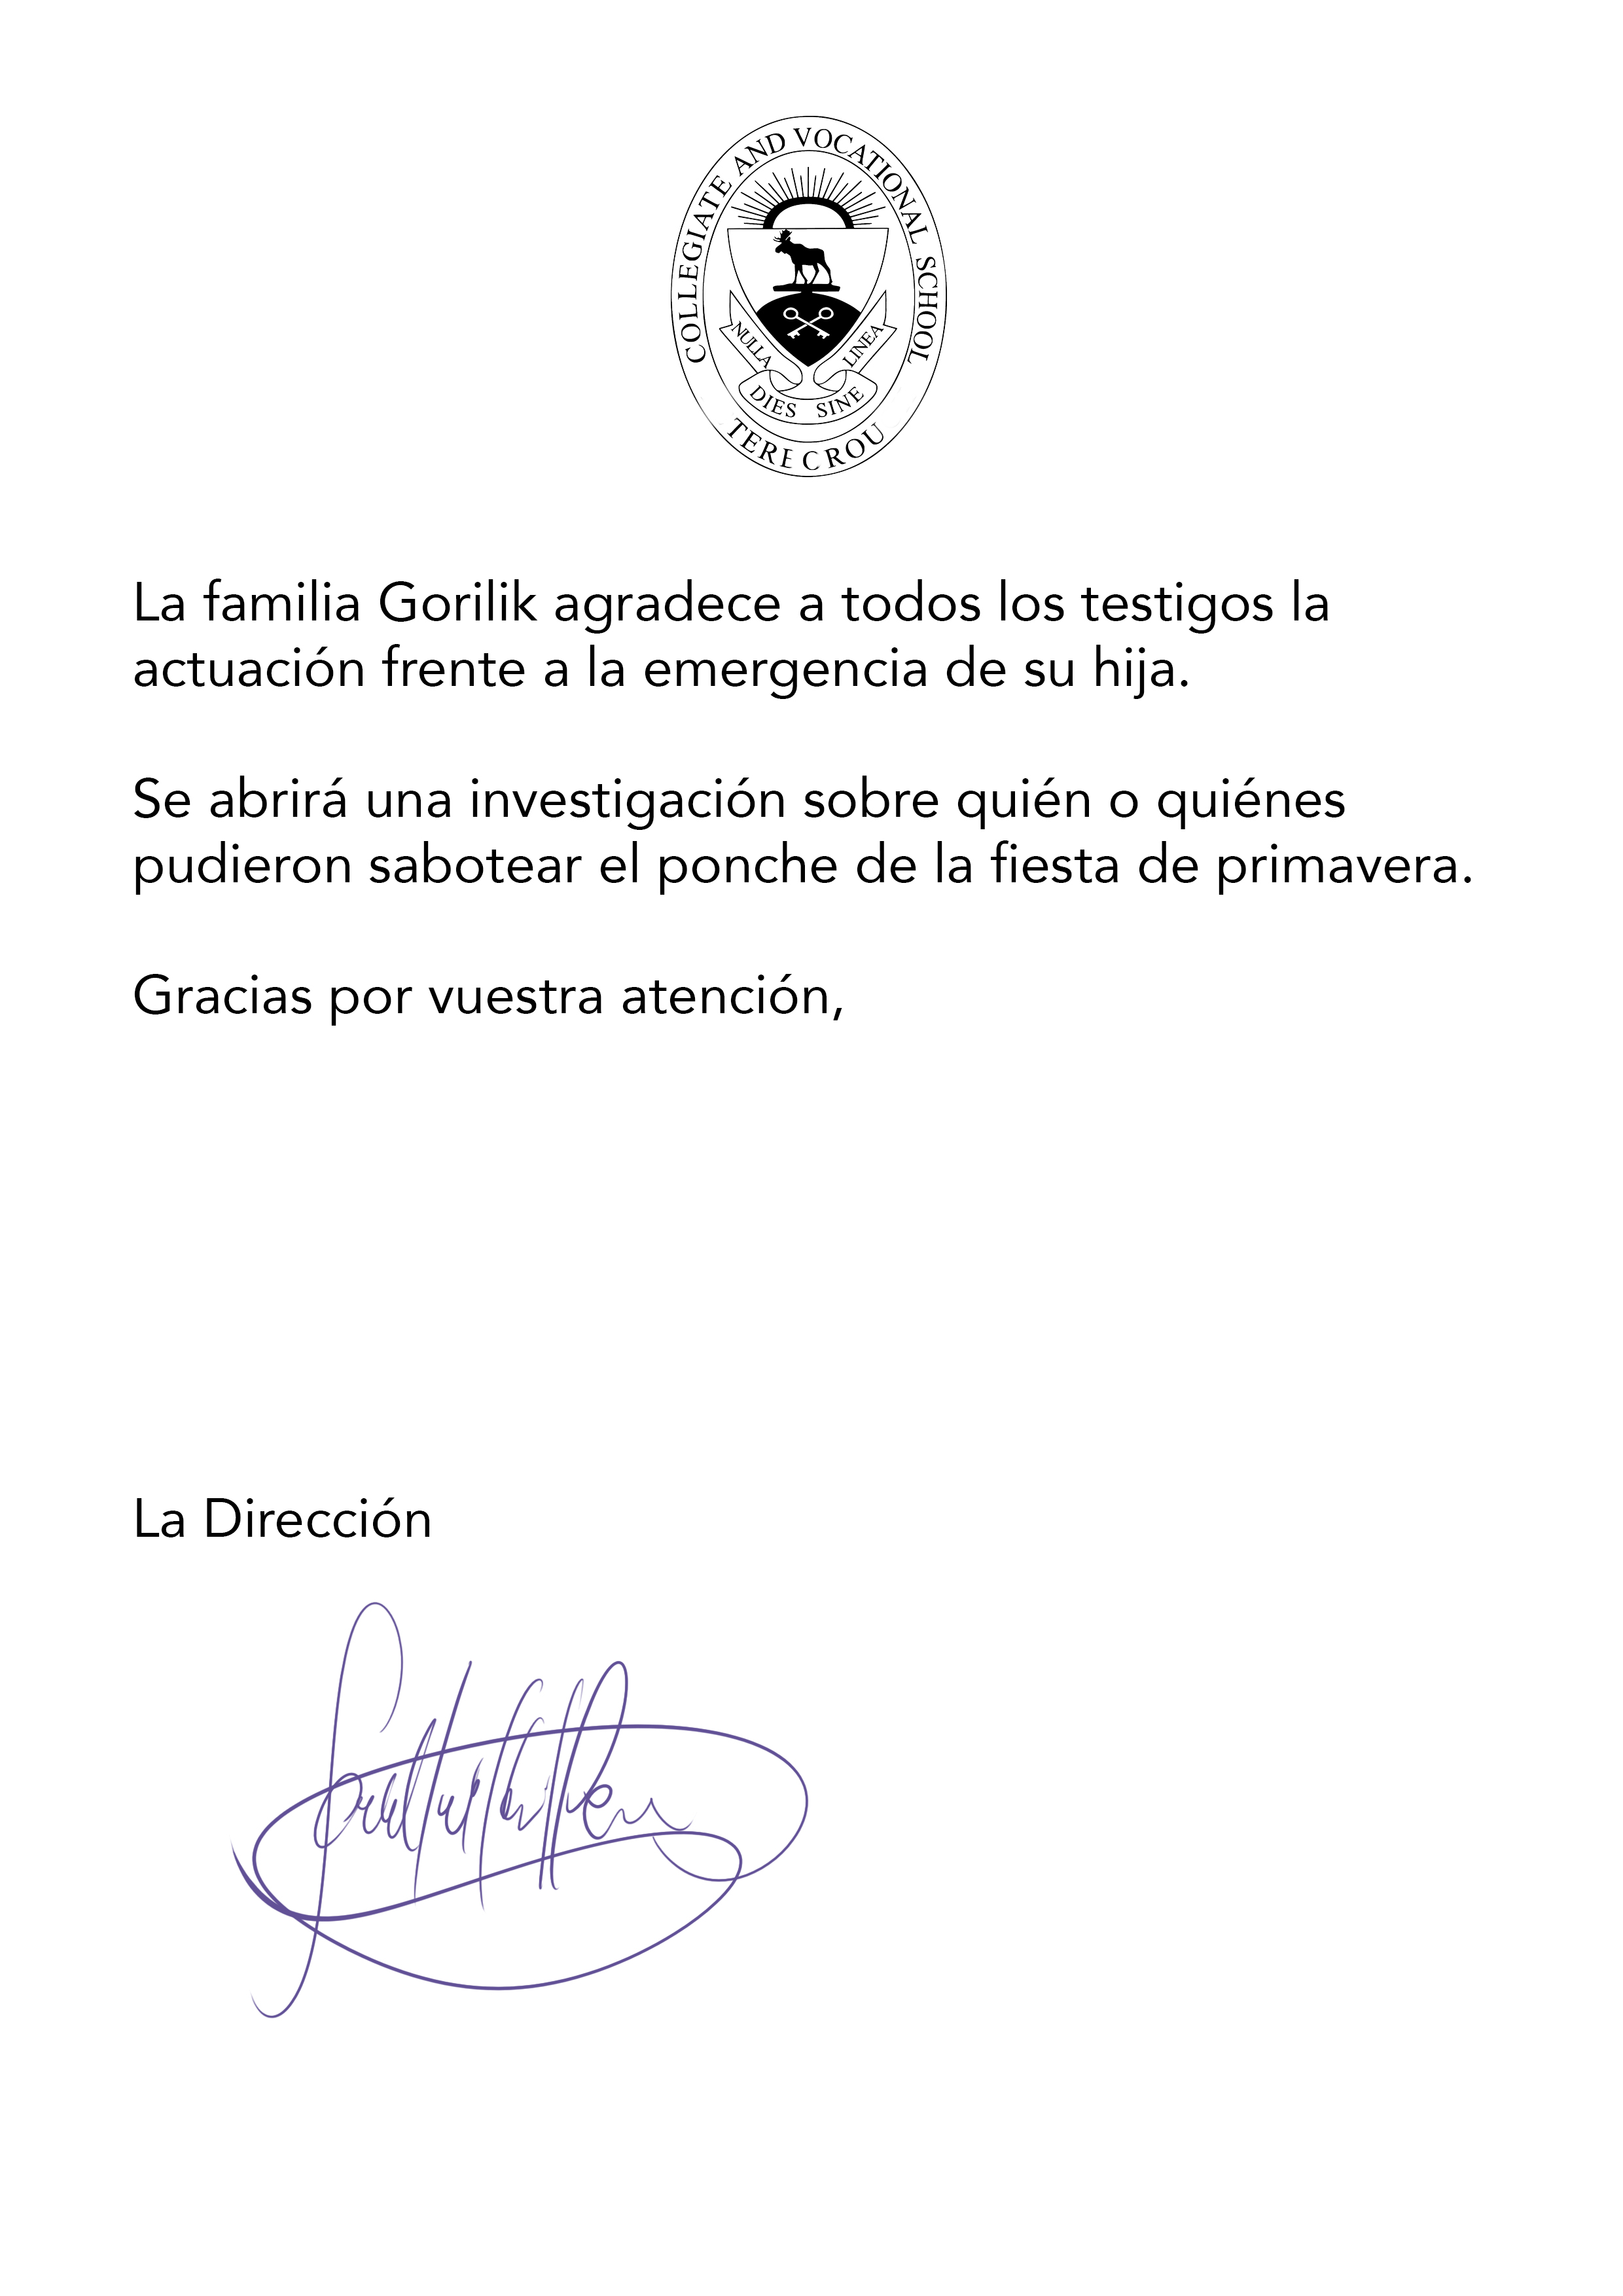 COLLEGIATE AND VOCATIONAL SCHOOL
NULLA DIES SINE LINEA
TERECROU
La familia Gorilik agradece a todos los testigos la
actuación frente a la emergencia de su hija.
Se abrirá una investigación sobre quién o quiénes
pudieron sabotear el ponche de la fiesta de primavera.
Gracias por vuestra atención,
La Dirección